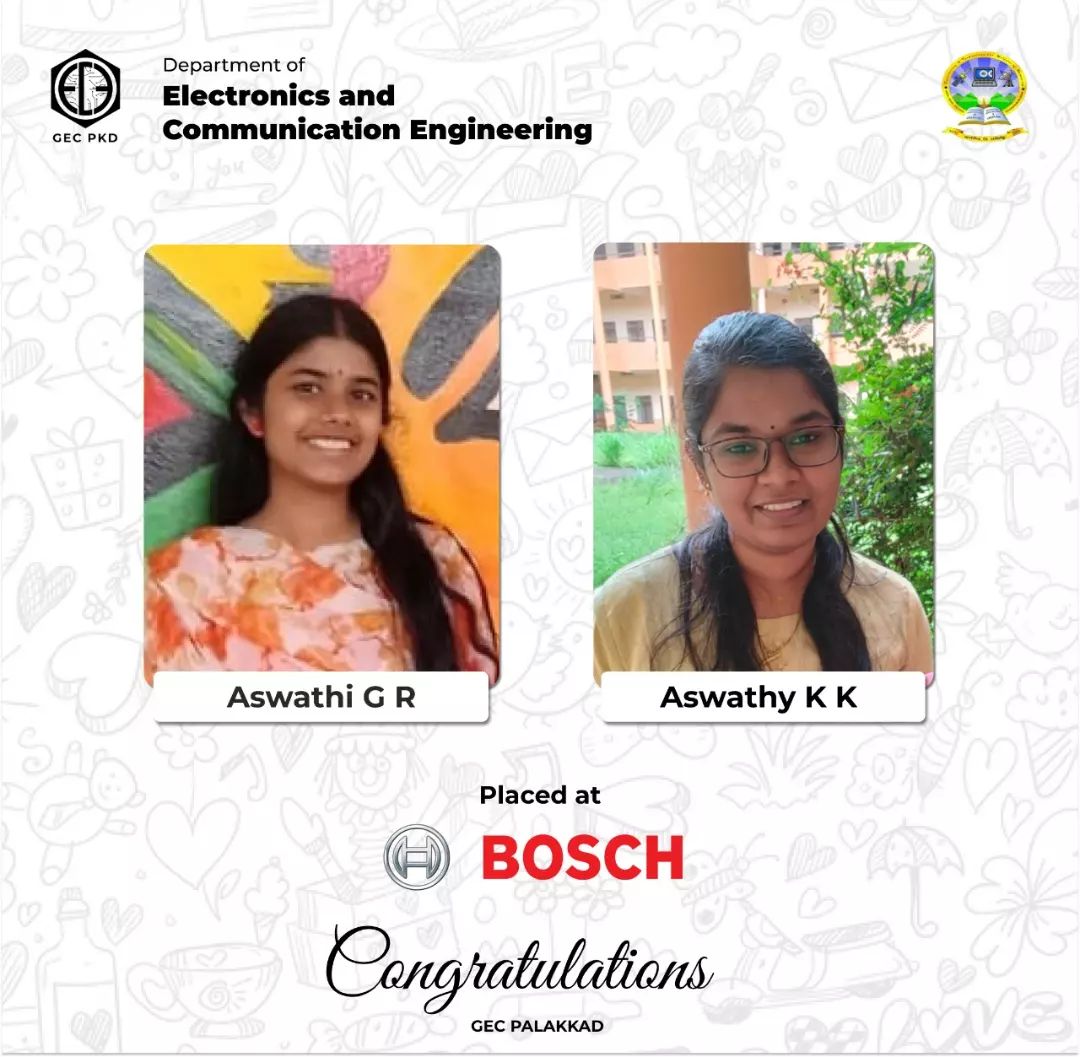 Department of
Electronics and
Communication Engineering
GEC PKD
Aswathi G R
Aswathy K K
Placed at
BOSCH
Congratulations
GEC PALAKKAD